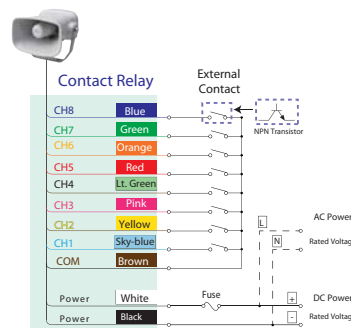 Contact Relay
External
Contact
NPN Transistor
CH8 Blue
CH7 Green
CH6 Orange
CH5 Red
CH4 Lt. Green
CH3 Pink
CH2 Yellow
CH1 Sky-blue
COM Brown
L
AC Power
N
Rated Voltag
Power White
Fuse
+
DC Power
Power Black
-
Rated Voltag